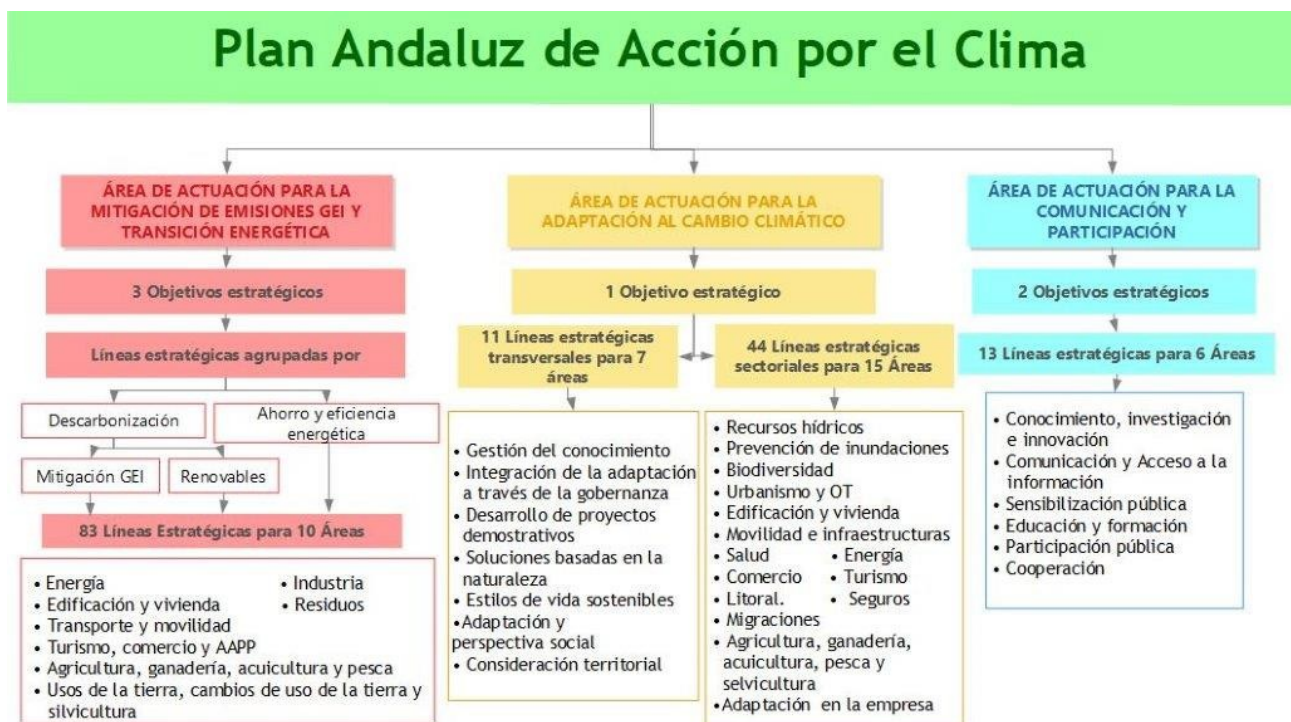 Plan Andaluz de Acción por el Clima
ÁREA DE ACTUACIÓN PARA LA
MITIGACIÓN DE EMISIONES GEI Y
TRANSICIÓN ENERGÉTICA
3 Objetivos estratégicos
Líneas estratégicas agrupadas por
Descarbonización
Ahorro y eficiencia
energética
Mitigación GEI
Renovables
83 Líneas Estratégicas para 10 Áreas
• Energía
• Industria
• Edificación y vivienda
• Residuos
• Transporte y movilidad
• Turismo, comercio y AAPP
• Agricultura, ganadería, acuicultura y pesca
• Usos de la tierra, cambios de uso de la tierra y
silvicultura
ÁREA DE ACTUACIÓN PARA LA
ADAPTACIÓN AL CAMBIO CLIMÁTICO
1 Objetivo estratégico
11 Líneas estratégicas
transversales para 7
áreas
• Gestión del conocimiento
• Integración de la adaptación
a través de la gobernanza
• Desarrollo de proyectos
demostrativos
• Soluciones basadas en la
naturaleza
• Estilos de vida sostenibles
• Adaptación y
perspectiva social
• Consideración territorial
44 Líneas estratégicas
sectoriales para 15 Áreas
• Recursos hídricos
• Prevención de inundaciones
• Biodiversidad
• Urbanismo y OT
• Edificación y vivienda
• Movilidad e infraestructuras
• Salud
• Energía
• Comercio
• Turismo
• Litoral.
• Seguros
• Migraciones
• Agricultura, ganadería,
acuicultura, pesca y
selvicultura
• Adaptación en la empresa
ÁREA DE ACTUACIÓN PARA LA
COMUNICACIÓN Y
PARTICIPACIÓN
2 Objetivos estratégicos
13 Líneas estratégicas para 6 Áreas
• Conocimiento, investigación
e innovación
• Comunicación y Acceso a la
información
• Sensibilización pública
• Educación y formación
• Participación pública
• Cooperación